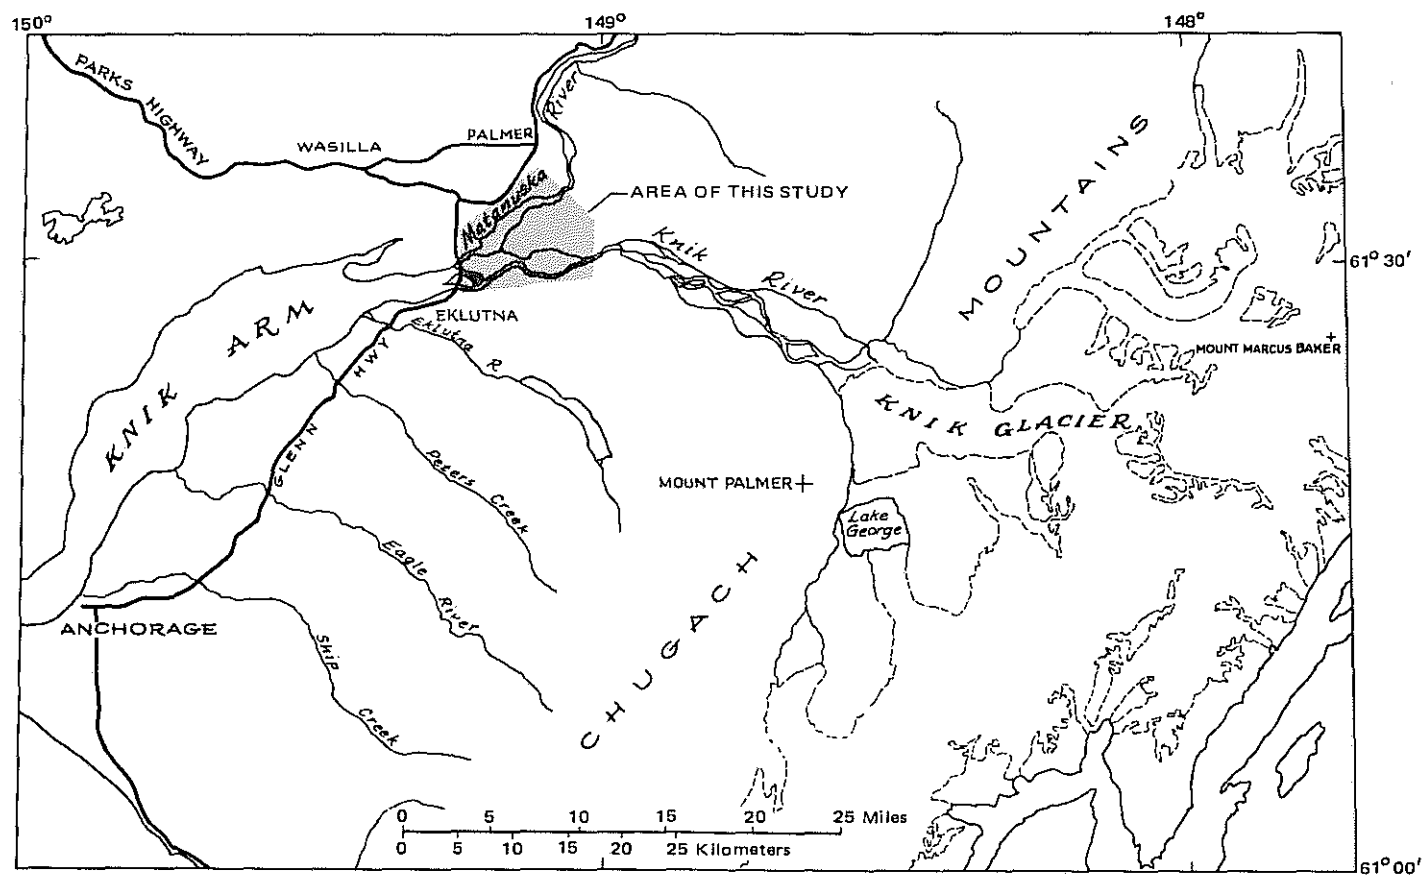 150°
149°
148°
PARKS HIGHWAY
WASILLA
PALMER
River
Matanuska
AREA OF THIS STUDY
Knik River
MOUNTAINS
61° 30'
KNIK ARM
EKLUTNA
Eklutna R.
MOUNT MARCUS BAKER
GLENN HWY
KNIK GLACIER
Peters Creek
MOUNT PALMER
Lake
George
Eagle River
CHUGACH
ANCHORAGE
Ship Creek
0 5 10 15 20 25 Miles
0 5 10 15 20 25 Kilometers
61° 00'